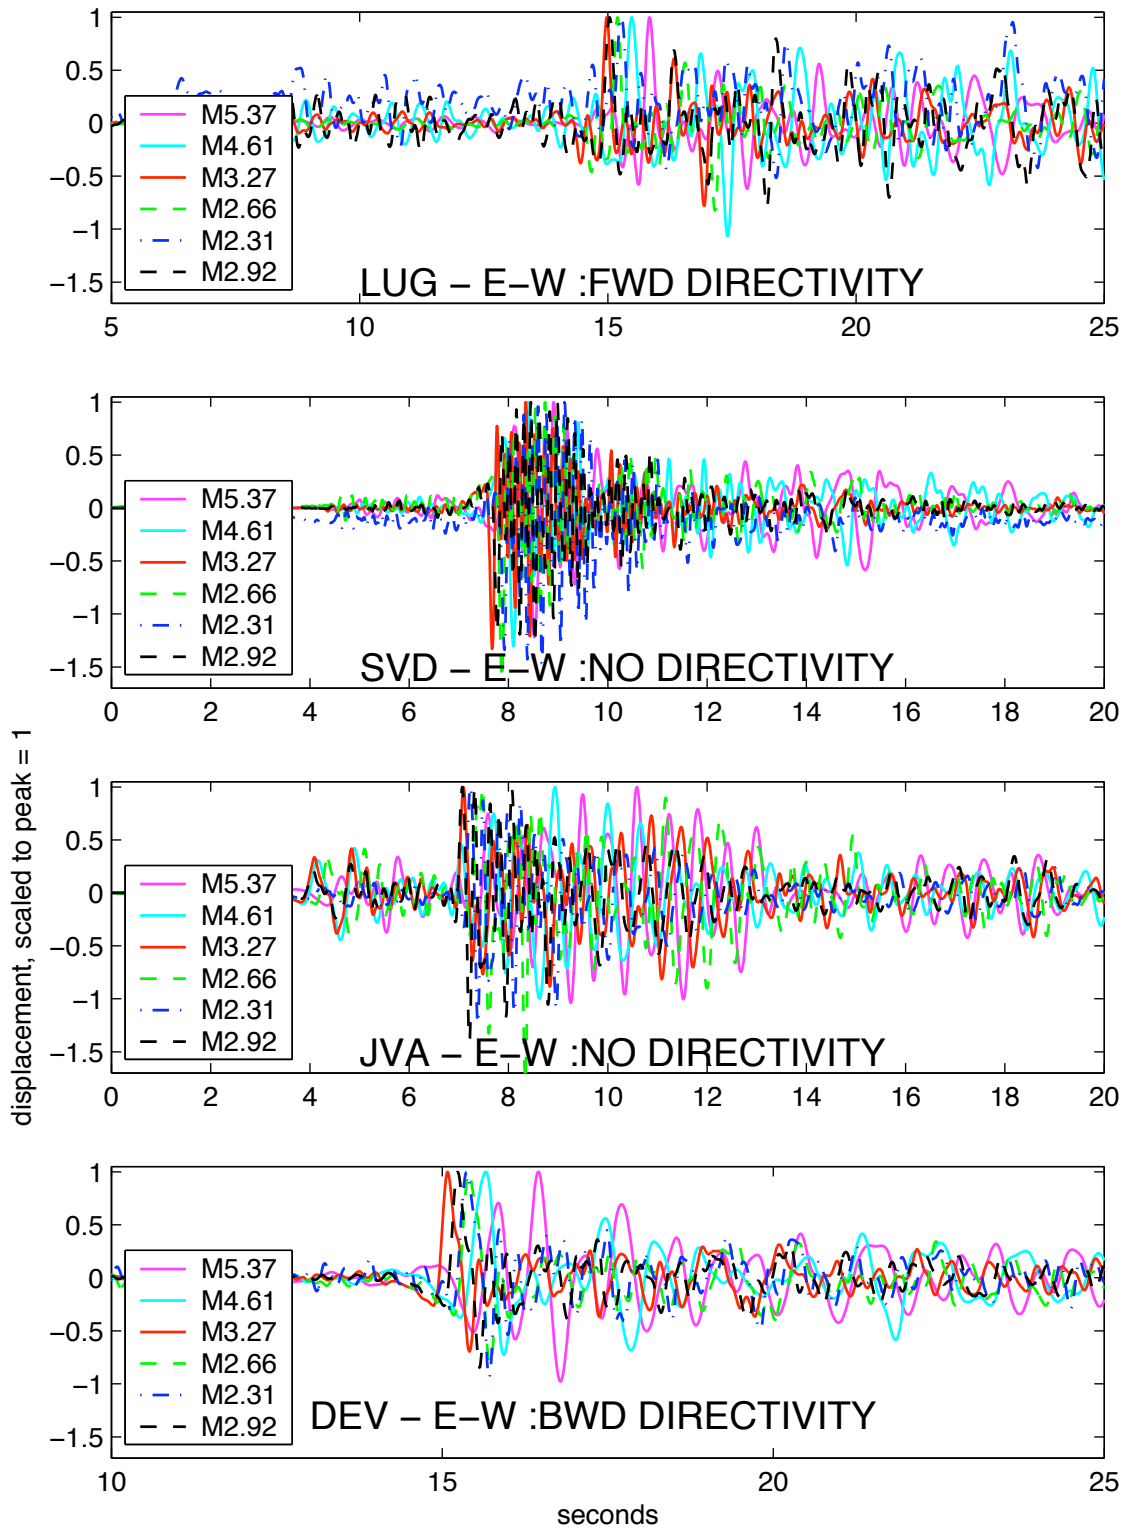 1
0.5
0
−0.5
−1
−1.5
M5.37
M4.61
M3.27
M2.66
M2.31
M2.92
LUG − E−W :FWD DIRECTIVITY
5 10 15 20 25
1
0.5
0
−0.5
−1
−1.5
M5.37
M4.61
M3.27
M2.66
M2.31
M2.92
SVD − E−W :NO DIRECTIVITY
0 2 4 6 8 10 12 14 16 18 20
displacement, scaled to peak = 1
1
0.5
0
−0.5
−1
−1.5
M5.37
M4.61
M3.27
M2.66
M2.31
M2.92
JVA − E−W :NO DIRECTIVITY
0 2 4 6 8 10 12 14 16 18 20
1
0.5
0
−0.5
−1
−1.5
M5.37
M4.61
M3.27
M2.66
M2.31
M2.92
DEV − E−W :BWD DIRECTIVITY
10 15 20 25
seconds